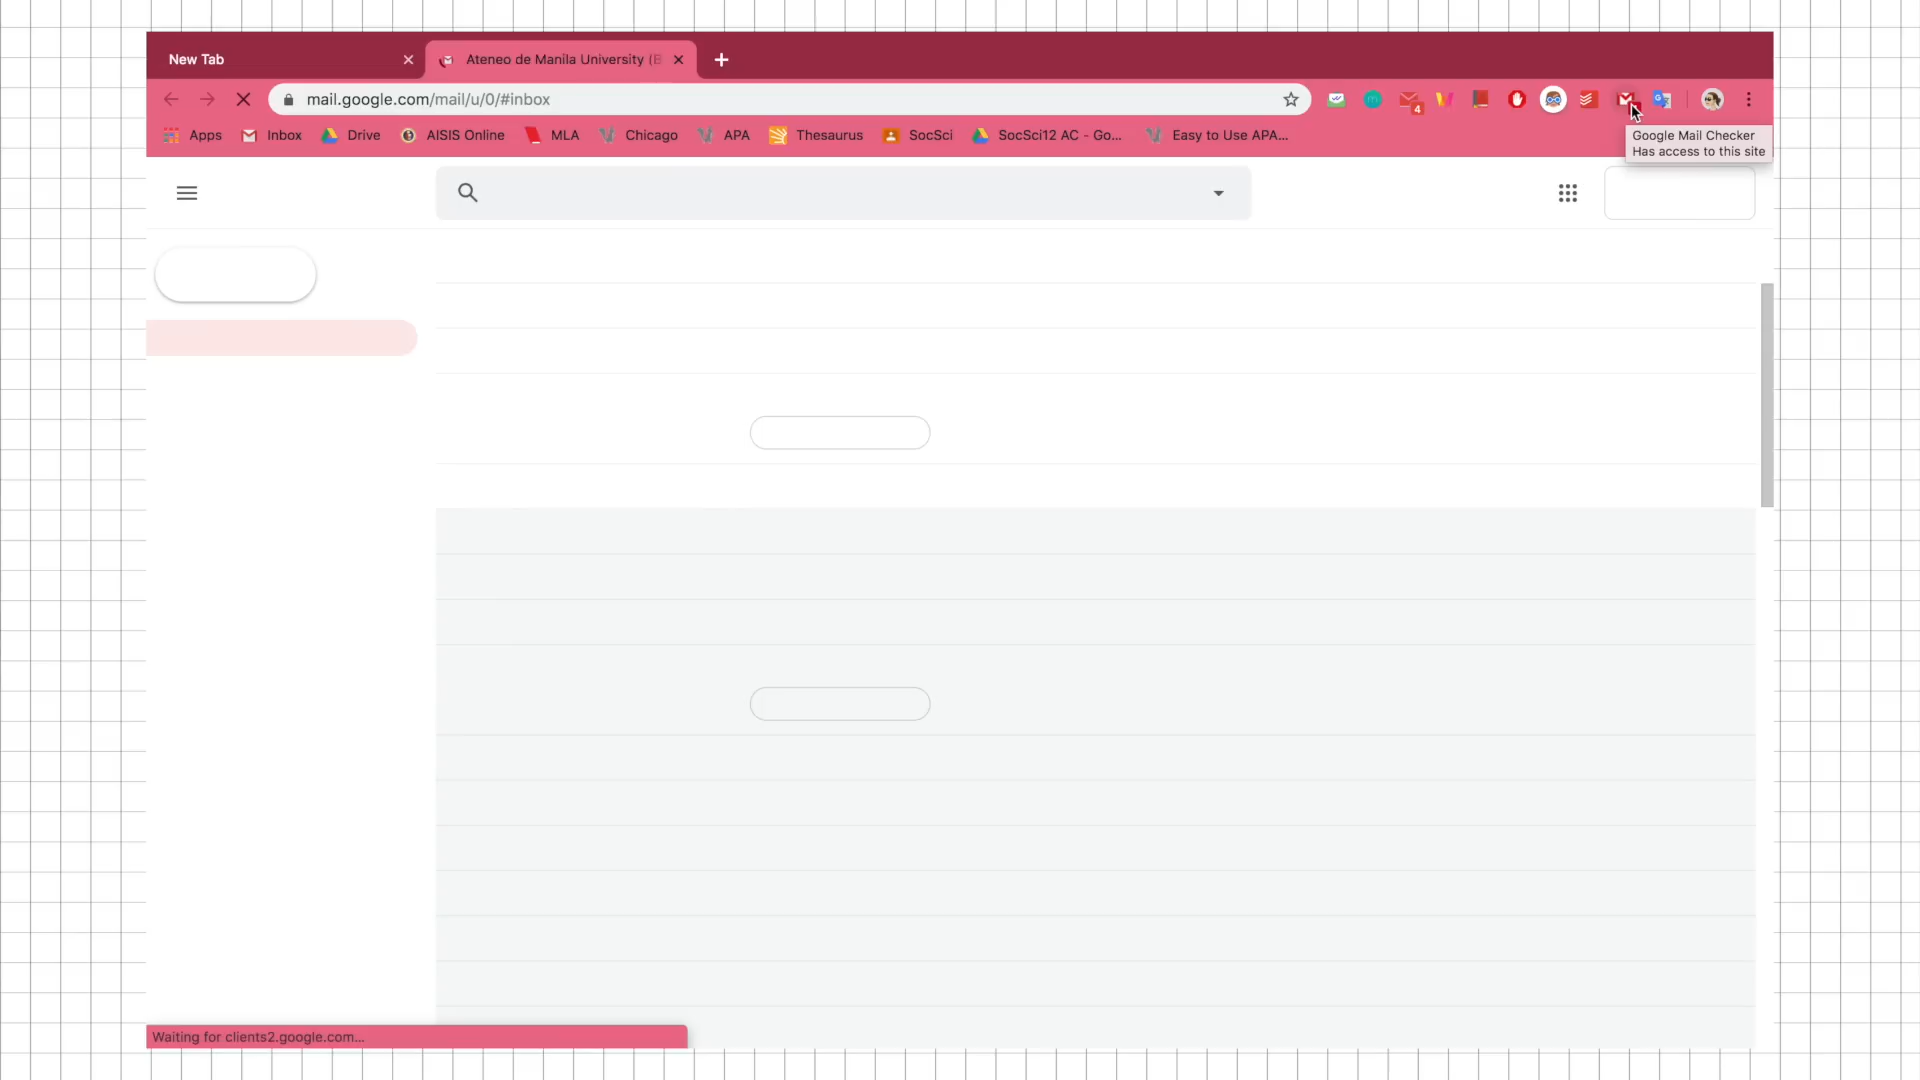 New Tab
Ateneo de Manila University (E
mail.google.com/mail/u/0/#inbox
4
Apps
Inbox
Drive
AISIS Online
MLA
Chicago
APA
Thesaurus
SocSci
SocSci12 AC - Go...
Easy to Use APA...
Google Mail Checker
Has access to this site
Waiting for clients2.google.com...